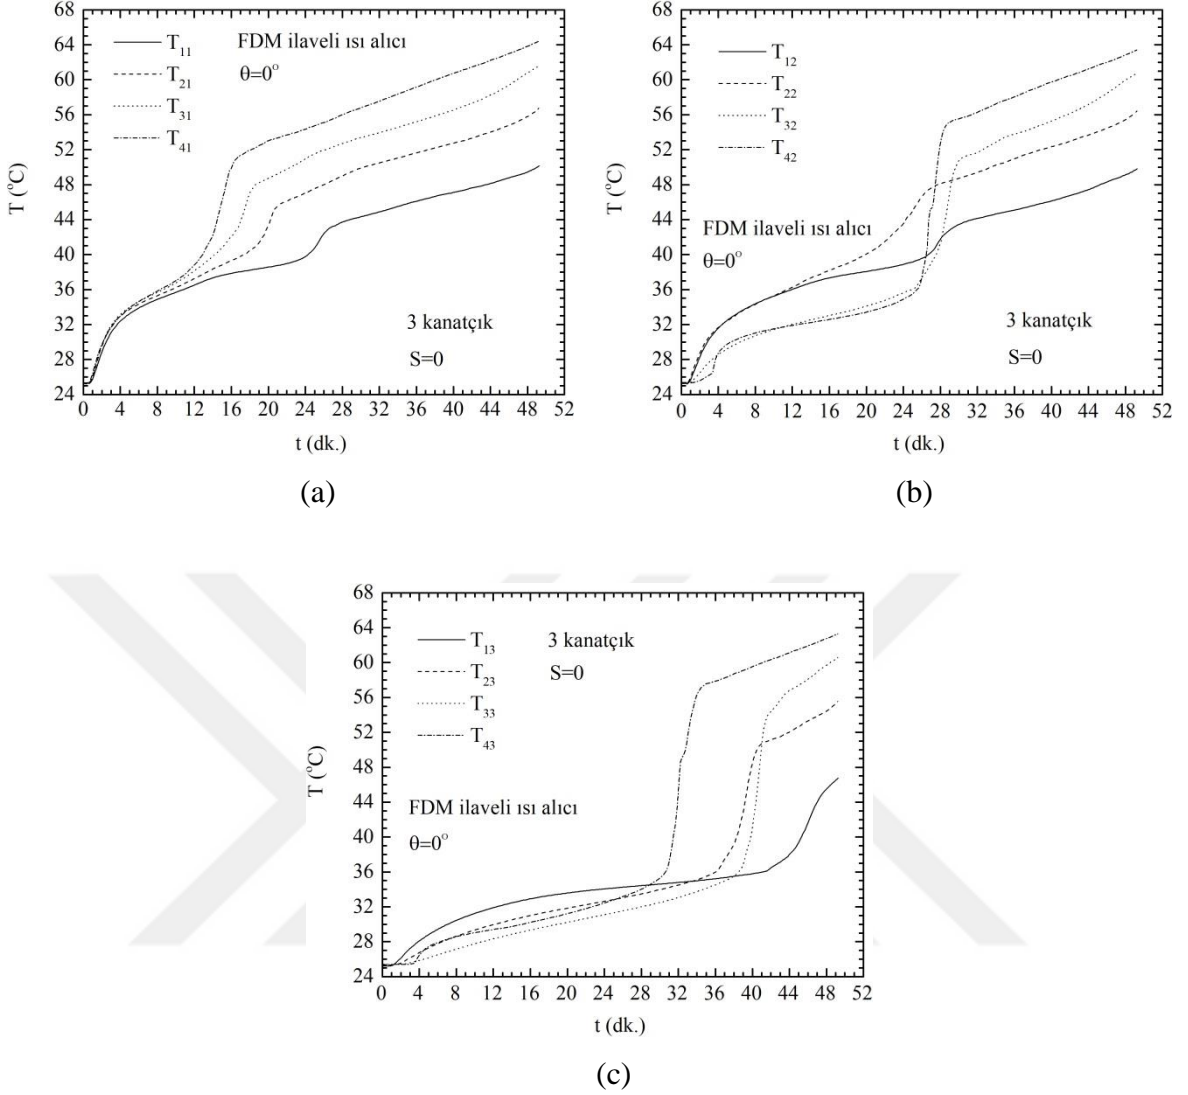 68
64
60
56
52
48
44
40
36
32
28
24
T (°C)
T₁₁
T₂₁
T₃₁
T₄₁
FDM ilaveli ısı alıcı
θ=0°
3 kanatçık
S=0
0 4 8 12 16 20 24 28 32 36 40 44 48 52
t (dk.)
(a)
68
64
60
56
52
48
44
40
36
32
28
24
T (°C)
T₁₂
T₂₂
T₃₂
T₄₂
FDM ilaveli ısı alıcı
θ=0°
3 kanatçık
S=0
0 4 8 12 16 20 24 28 32 36 40 44 48 52
t (dk.)
(b)
68
64
60
56
52
48
44
40
36
32
28
24
T (°C)
T₁₃
T₂₃
T₃₃
T₄₃
3 kanatçık
S=0
FDM ilaveli ısı alıcı
θ=0°
0 4 8 12 16 20 24 28 32 36 40 44 48 52
t (dk.)
(c)